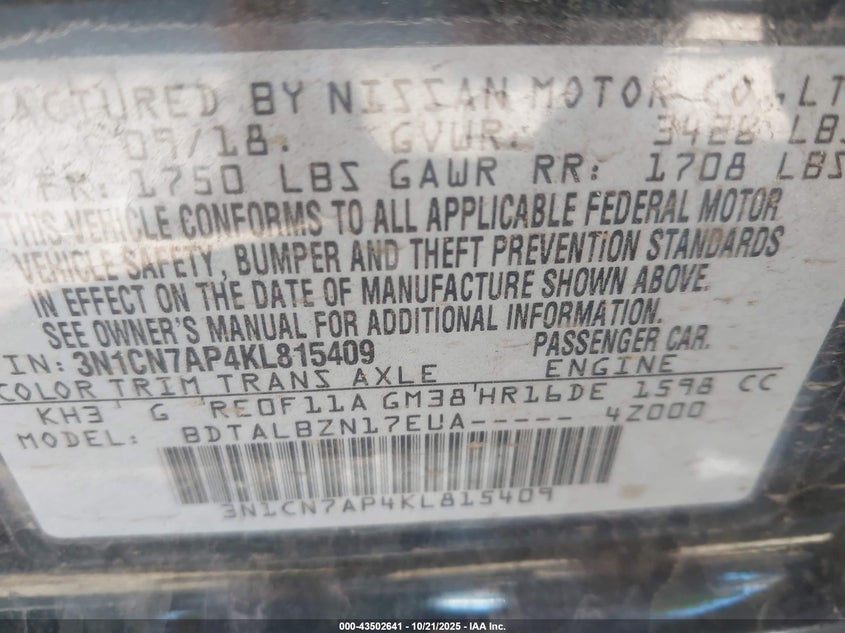 ACTURED BY NISSAN MOTOR CO.,LT
09/18. GVWR: 3428 LBS
FR: 1750 LBS GAWR RR: 1708 LBS
THIS VEHICLE CONFORMS TO ALL APPLICABLE FEDERAL MOTOR
VEHICLE SAFETY, BUMPER AND THEFT PREVENTION STANDARDS
IN EFFECT ON THE DATE OF MANUFACTURE SHOWN ABOVE.
SEE OWNER'S MANUAL FOR ADDITIONAL INFORMATION.
IN: 3N1CN7AP4KL815409 PASSENGER CAR.
COLOR TRIM TRANS AXLE ENGINE
KH3 G RE0F11A GM38 HR16DE 1598 CC
MODEL: BDTALBZN17EUA----- 4Z000
3N1CN7AP4KL815409
000-43502641 - 10/21/2025 - IAA Inc.